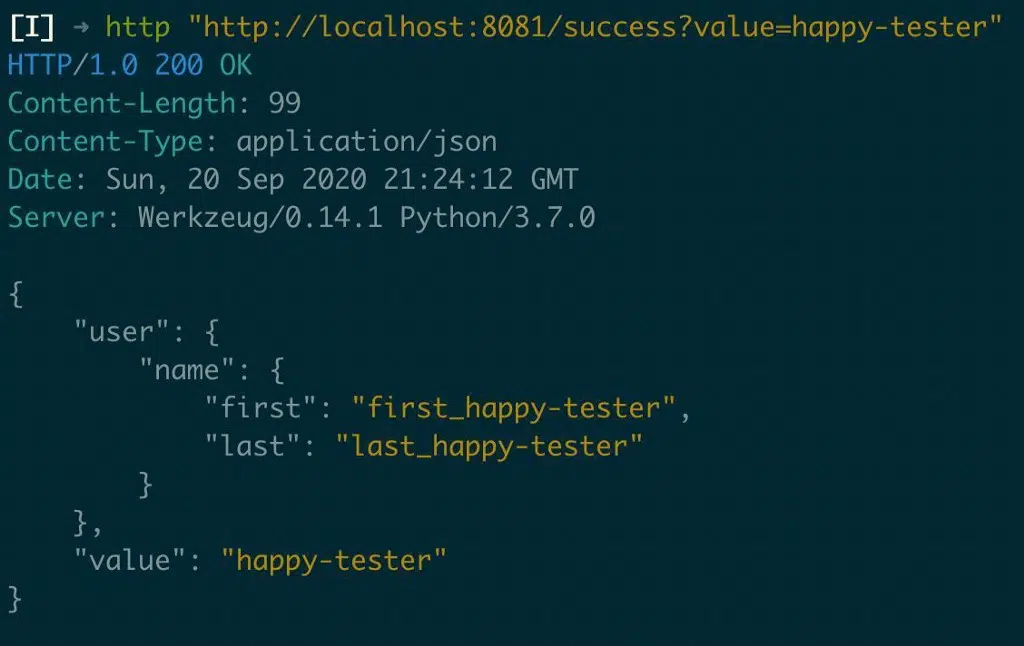 [I] → http "http://localhost:8081/success?value=happy-tester"
HTTP/1.0 200 OK
Content-Length: 99
Content-Type: application/json
Date: Sun, 20 Sep 2020 21:24:12 GMT
Server: Werkzeug/0.14.1 Python/3.7.0

{
    "user": {
        "name": {
            "first": "first_happy-tester",
            "last": "last_happy-tester"
        }
    },
    "value": "happy-tester"
}